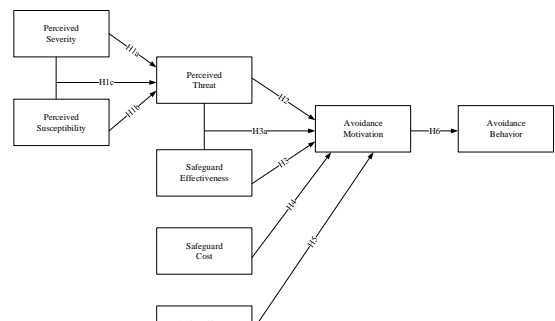 Perceived
Severity
H1a
Perceived
Threat
H1c
H2
Perceived
Susceptibility
H1b
Avoidance
Motivation
H6
Avoidance
Behavior
H3a
Safeguard
Effectiveness
H3
Safeguard
Cost
H4
H5